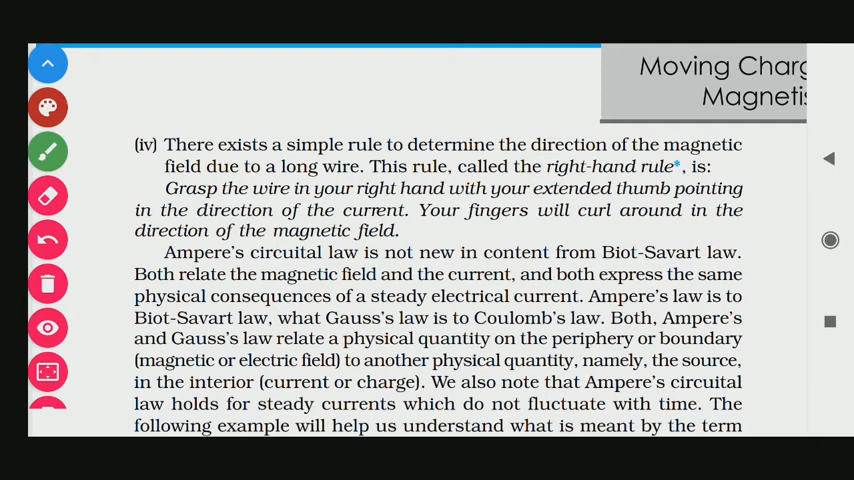 Moving Charg
Magnetis
(iv) There exists a simple rule to determine the direction of the magnetic
field due to a long wire. This rule, called the right-hand rule*, is:
Grasp the wire in your right hand with your extended thumb pointing
in the direction of the current. Your fingers will curl around in the
direction of the magnetic field.
Ampere's circuital law is not new in content from Biot-Savart law.
Both relate the magnetic field and the current, and both express the same
physical consequences of a steady electrical current. Ampere's law is to
Biot-Savart law, what Gauss's law is to Coulomb's law. Both, Ampere's
and Gauss's law relate a physical quantity on the periphery or boundary
(magnetic or electric field) to another physical quantity, namely, the source,
in the interior (current or charge). We also note that Ampere's circuital
law holds for steady currents which do not fluctuate with time. The
following example will help us understand what is meant by the term